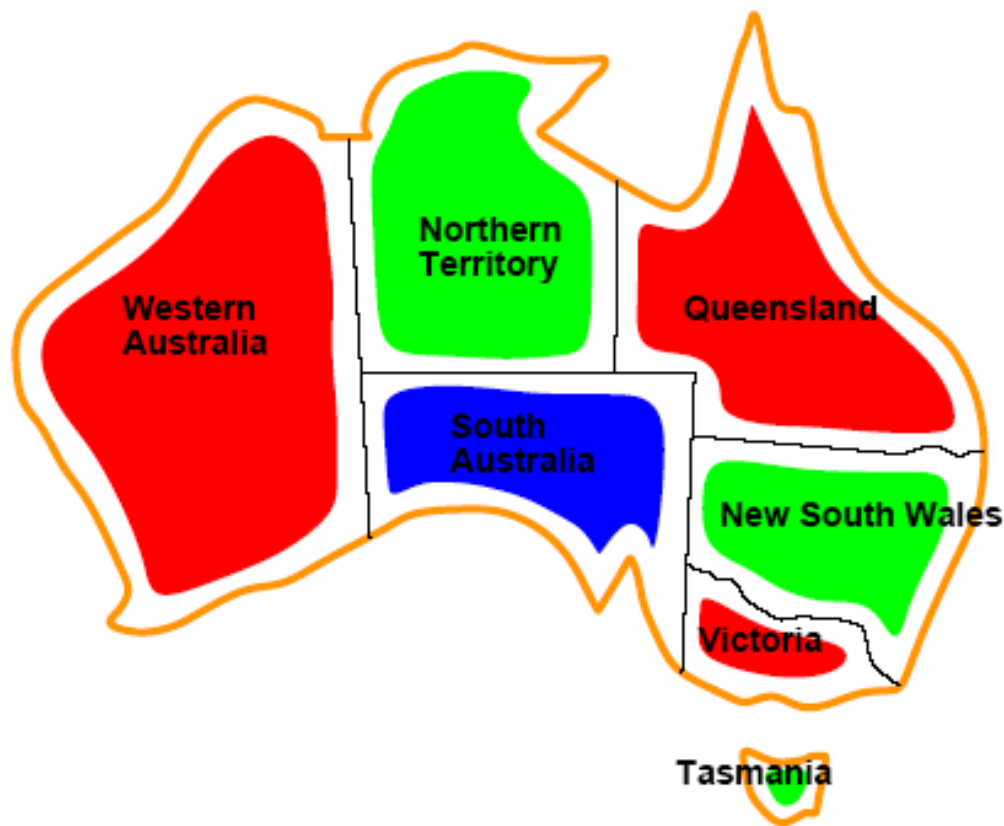 Northern
Territory
Western
Australia
Queensland
South
Australia
New South Wales
Victoria
Tasmania